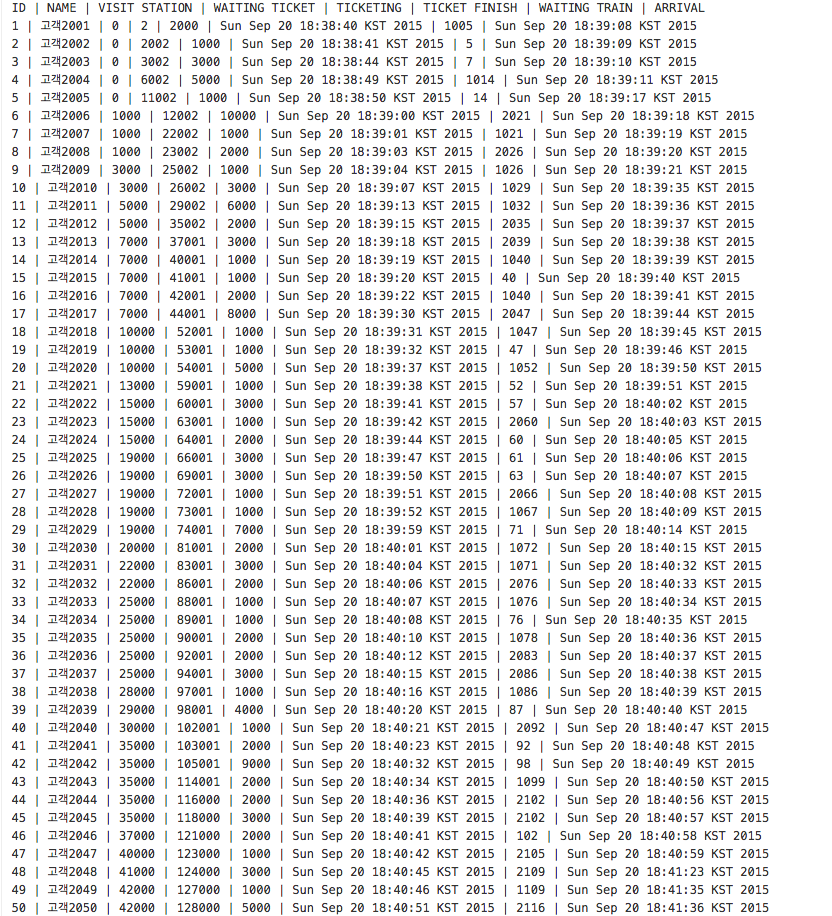 ID | NAME | VISIT STATION | WAITING TICKET | TICKETING | TICKET FINISH | WAITING TRAIN | ARRIVAL
1 | 고객2001 | 0 | 2 | 2000 | Sun Sep 20 18:38:40 KST 2015 | 1005 | Sun Sep 20 18:39:08 KST 2015
2 | 고객2002 | 0 | 2002 | 1000 | Sun Sep 20 18:38:41 KST 2015 | 5 | Sun Sep 20 18:39:09 KST 2015
3 | 고객2003 | 0 | 3002 | 3000 | Sun Sep 20 18:38:44 KST 2015 | 7 | Sun Sep 20 18:39:10 KST 2015
4 | 고객2004 | 0 | 6002 | 5000 | Sun Sep 20 18:38:49 KST 2015 | 1014 | Sun Sep 20 18:39:11 KST 2015
5 | 고객2005 | 0 | 11002 | 1000 | Sun Sep 20 18:38:50 KST 2015 | 14 | Sun Sep 20 18:39:17 KST 2015
6 | 고객2006 | 1000 | 12002 | 10000 | Sun Sep 20 18:39:00 KST 2015 | 2021 | Sun Sep 20 18:39:18 KST 2015
7 | 고객2007 | 1000 | 22002 | 1000 | Sun Sep 20 18:39:01 KST 2015 | 1021 | Sun Sep 20 18:39:19 KST 2015
8 | 고객2008 | 1000 | 23002 | 2000 | Sun Sep 20 18:39:03 KST 2015 | 2026 | Sun Sep 20 18:39:20 KST 2015
9 | 고객2009 | 3000 | 25002 | 1000 | Sun Sep 20 18:39:04 KST 2015 | 1026 | Sun Sep 20 18:39:21 KST 2015
10 | 고객2010 | 3000 | 26002 | 3000 | Sun Sep 20 18:39:07 KST 2015 | 1029 | Sun Sep 20 18:39:35 KST 2015
11 | 고객2011 | 5000 | 29002 | 6000 | Sun Sep 20 18:39:13 KST 2015 | 1032 | Sun Sep 20 18:39:36 KST 2015
12 | 고객2012 | 5000 | 35002 | 2000 | Sun Sep 20 18:39:15 KST 2015 | 2035 | Sun Sep 20 18:39:37 KST 2015
13 | 고객2013 | 7000 | 37001 | 3000 | Sun Sep 20 18:39:18 KST 2015 | 2039 | Sun Sep 20 18:39:38 KST 2015
14 | 고객2014 | 7000 | 40001 | 1000 | Sun Sep 20 18:39:19 KST 2015 | 1040 | Sun Sep 20 18:39:39 KST 2015
15 | 고객2015 | 7000 | 41001 | 1000 | Sun Sep 20 18:39:20 KST 2015 | 40 | Sun Sep 20 18:39:40 KST 2015
16 | 고객2016 | 7000 | 42001 | 2000 | Sun Sep 20 18:39:22 KST 2015 | 1040 | Sun Sep 20 18:39:41 KST 2015
17 | 고객2017 | 7000 | 44001 | 8000 | Sun Sep 20 18:39:30 KST 2015 | 2047 | Sun Sep 20 18:39:44 KST 2015
18 | 고객2018 | 10000 | 52001 | 1000 | Sun Sep 20 18:39:31 KST 2015 | 1047 | Sun Sep 20 18:39:45 KST 2015
19 | 고객2019 | 10000 | 53001 | 1000 | Sun Sep 20 18:39:32 KST 2015 | 47 | Sun Sep 20 18:39:46 KST 2015
20 | 고객2020 | 10000 | 54001 | 5000 | Sun Sep 20 18:39:37 KST 2015 | 1052 | Sun Sep 20 18:39:50 KST 2015
21 | 고객2021 | 13000 | 59001 | 1000 | Sun Sep 20 18:39:38 KST 2015 | 52 | Sun Sep 20 18:39:51 KST 2015
22 | 고객2022 | 15000 | 60001 | 3000 | Sun Sep 20 18:39:41 KST 2015 | 57 | Sun Sep 20 18:40:02 KST 2015
23 | 고객2023 | 15000 | 63001 | 1000 | Sun Sep 20 18:39:42 KST 2015 | 2060 | Sun Sep 20 18:40:03 KST 2015
24 | 고객2024 | 15000 | 64001 | 2000 | Sun Sep 20 18:39:44 KST 2015 | 60 | Sun Sep 20 18:40:05 KST 2015
25 | 고객2025 | 19000 | 66001 | 3000 | Sun Sep 20 18:39:47 KST 2015 | 61 | Sun Sep 20 18:40:06 KST 2015
26 | 고객2026 | 19000 | 69001 | 3000 | Sun Sep 20 18:39:50 KST 2015 | 63 | Sun Sep 20 18:40:07 KST 2015
27 | 고객2027 | 19000 | 72001 | 1000 | Sun Sep 20 18:39:51 KST 2015 | 2066 | Sun Sep 20 18:40:08 KST 2015
28 | 고객2028 | 19000 | 73001 | 1000 | Sun Sep 20 18:39:52 KST 2015 | 1067 | Sun Sep 20 18:40:09 KST 2015
29 | 고객2029 | 19000 | 74001 | 7000 | Sun Sep 20 18:39:59 KST 2015 | 71 | Sun Sep 20 18:40:14 KST 2015
30 | 고객2030 | 20000 | 81001 | 2000 | Sun Sep 20 18:40:01 KST 2015 | 1072 | Sun Sep 20 18:40:15 KST 2015
31 | 고객2031 | 22000 | 83001 | 3000 | Sun Sep 20 18:40:04 KST 2015 | 1071 | Sun Sep 20 18:40:32 KST 2015
32 | 고객2032 | 22000 | 86001 | 2000 | Sun Sep 20 18:40:06 KST 2015 | 2076 | Sun Sep 20 18:40:33 KST 2015
33 | 고객2033 | 25000 | 88001 | 1000 | Sun Sep 20 18:40:07 KST 2015 | 1076 | Sun Sep 20 18:40:34 KST 2015
34 | 고객2034 | 25000 | 89001 | 1000 | Sun Sep 20 18:40:08 KST 2015 | 76 | Sun Sep 20 18:40:35 KST 2015
35 | 고객2035 | 25000 | 90001 | 2000 | Sun Sep 20 18:40:10 KST 2015 | 1078 | Sun Sep 20 18:40:36 KST 2015
36 | 고객2036 | 25000 | 92001 | 2000 | Sun Sep 20 18:40:12 KST 2015 | 2083 | Sun Sep 20 18:40:37 KST 2015
37 | 고객2037 | 25000 | 94001 | 3000 | Sun Sep 20 18:40:15 KST 2015 | 2086 | Sun Sep 20 18:40:38 KST 2015
38 | 고객2038 | 28000 | 97001 | 1000 | Sun Sep 20 18:40:16 KST 2015 | 1086 | Sun Sep 20 18:40:39 KST 2015
39 | 고객2039 | 29000 | 98001 | 4000 | Sun Sep 20 18:40:20 KST 2015 | 87 | Sun Sep 20 18:40:40 KST 2015
40 | 고객2040 | 30000 | 102001 | 1000 | Sun Sep 20 18:40:21 KST 2015 | 2092 | Sun Sep 20 18:40:47 KST 2015
41 | 고객2041 | 35000 | 103001 | 2000 | Sun Sep 20 18:40:23 KST 2015 | 92 | Sun Sep 20 18:40:48 KST 2015
42 | 고객2042 | 35000 | 105001 | 9000 | Sun Sep 20 18:40:32 KST 2015 | 98 | Sun Sep 20 18:40:49 KST 2015
43 | 고객2043 | 35000 | 114001 | 2000 | Sun Sep 20 18:40:34 KST 2015 | 1099 | Sun Sep 20 18:40:50 KST 2015
44 | 고객2044 | 35000 | 116000 | 2000 | Sun Sep 20 18:40:36 KST 2015 | 2102 | Sun Sep 20 18:40:56 KST 2015
45 | 고객2045 | 35000 | 118000 | 3000 | Sun Sep 20 18:40:39 KST 2015 | 2102 | Sun Sep 20 18:40:57 KST 2015
46 | 고객2046 | 37000 | 121000 | 2000 | Sun Sep 20 18:40:41 KST 2015 | 102 | Sun Sep 20 18:40:58 KST 2015
47 | 고객2047 | 40000 | 123000 | 1000 | Sun Sep 20 18:40:42 KST 2015 | 2105 | Sun Sep 20 18:40:59 KST 2015
48 | 고객2048 | 41000 | 124000 | 3000 | Sun Sep 20 18:40:45 KST 2015 | 2109 | Sun Sep 20 18:41:23 KST 2015
49 | 고객2049 | 42000 | 127000 | 1000 | Sun Sep 20 18:40:46 KST 2015 | 1109 | Sun Sep 20 18:41:35 KST 2015
50 | 고객2050 | 42000 | 128000 | 5000 | Sun Sep 20 18:40:51 KST 2015 | 2116 | Sun Sep 20 18:41:36 KST 2015